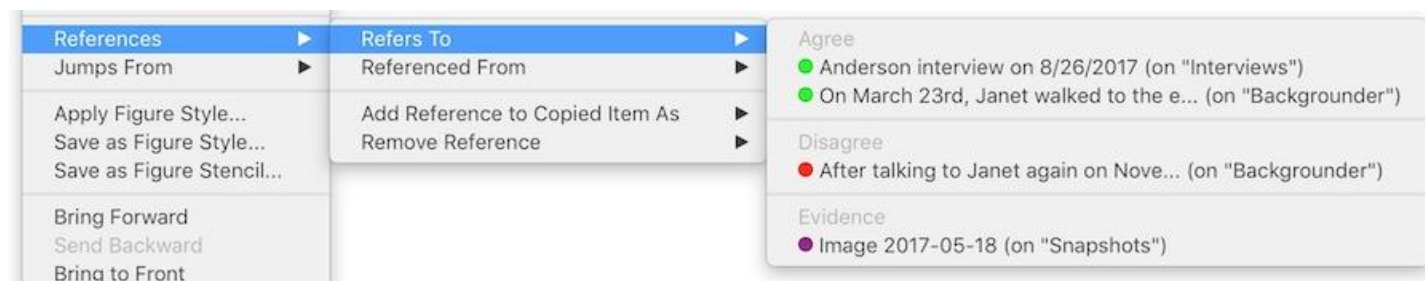 References
Jumps From
Apply Figure Style...
Save as Figure Style...
Save as Figure Stencil...
Bring Forward
Send Backward
Bring to Front
Refers To
Referenced From
Add Reference to Copied Item As
Remove Reference
Agree
Anderson interview on 8/26/2017 (on "Interviews")
On March 23rd, Janet walked to the e... (on "Backgrounder")
Disagree
After talking to Janet again on Nove... (on "Backgrounder")
Evidence
Image 2017-05-18 (on "Snapshots")